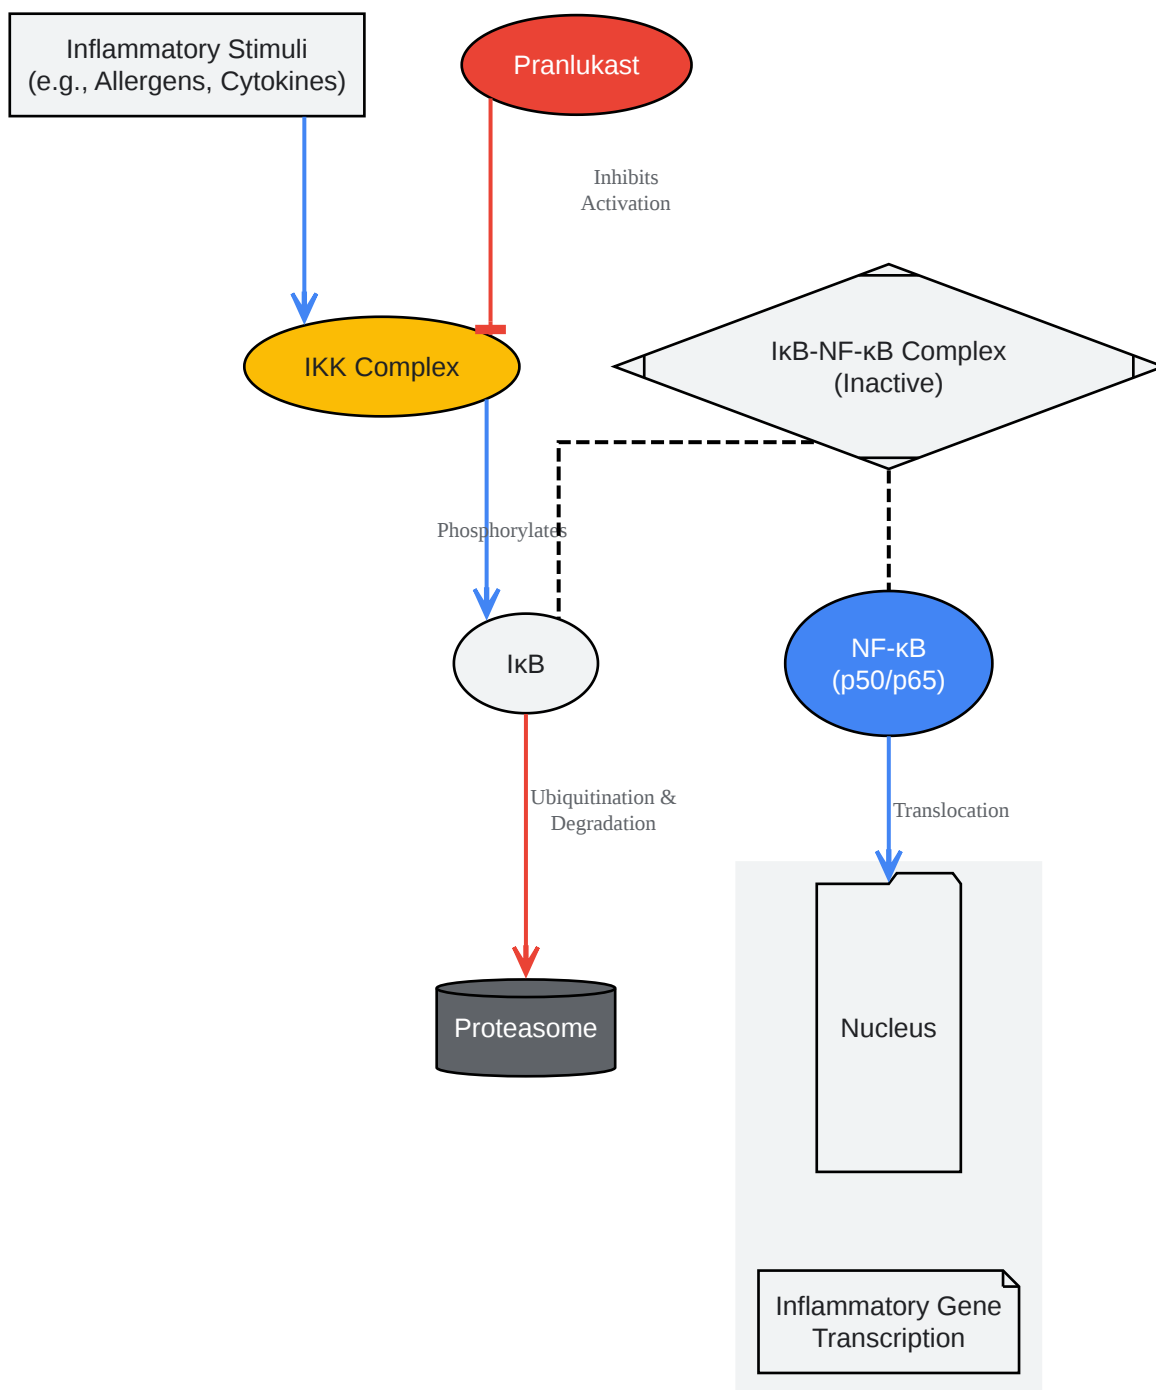 Inflammatory Stimuli
(e.g., Allergens, Cytokines)
Pranlukast
Inhibits
Activation
IKK Complex
IκB-NF-κB Complex
(Inactive)
Phosphorylates
IκB
NF-κB
(p50/p65)
Ubiquitination &
Degradation
Translocation
Proteasome
Nucleus
Inflammatory Gene
Transcription